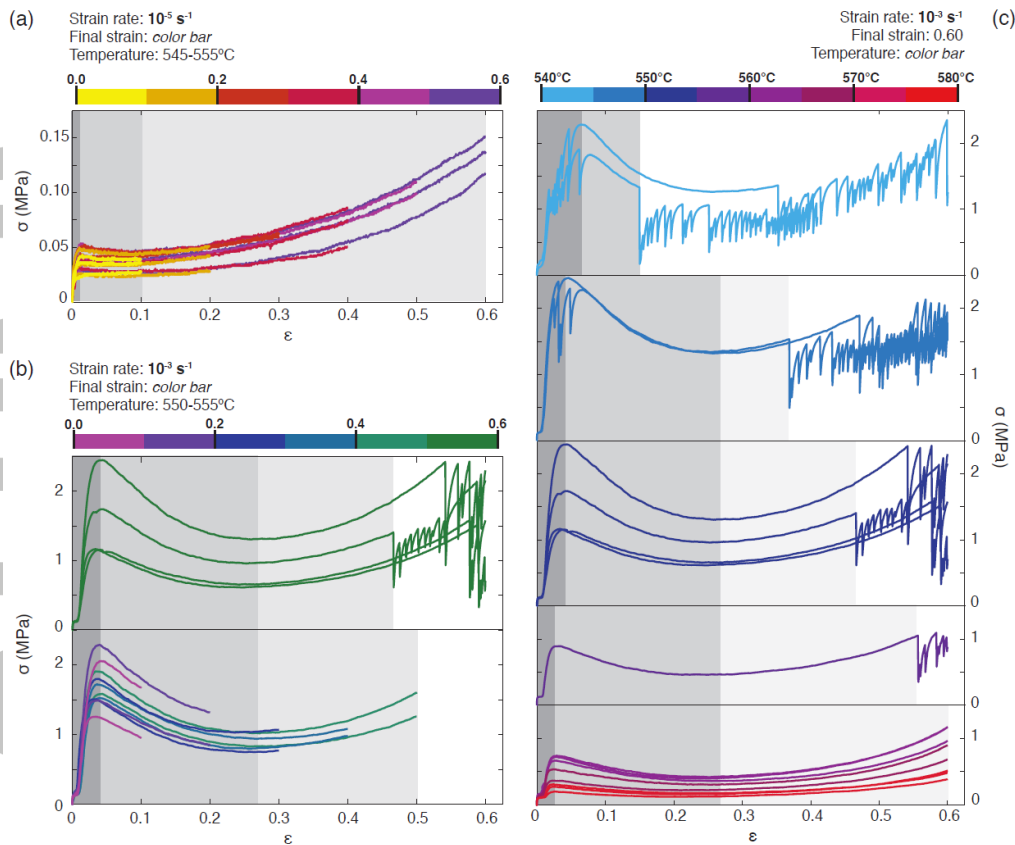 (a)
Strain rate: 10⁻⁵ s⁻¹
Final strain: color bar
Temperature: 545-555ºC
0.0 0.2 0.4 0.6
0.15
0.10
0.05
0
σ (MPa)
0 0.1 0.2 0.3 0.4 0.5 0.6
ε
(b)
Strain rate: 10⁻³ s⁻¹
Final strain: color bar
Temperature: 550-555ºC
0.0 0.2 0.4 0.6
2
1
0
2
1
0
σ (MPa)
0 0.1 0.2 0.3 0.4 0.5 0.6
ε
(c)
Strain rate: 10⁻³ s⁻¹
Final strain: 0.60
Temperature: color bar
540°C 550°C 560°C 570°C 580°C
2
1
0
2
1
0
2
1
0
1
0
1
0
σ (MPa)
0 0.1 0.2 0.3 0.4 0.5 0.6
ε